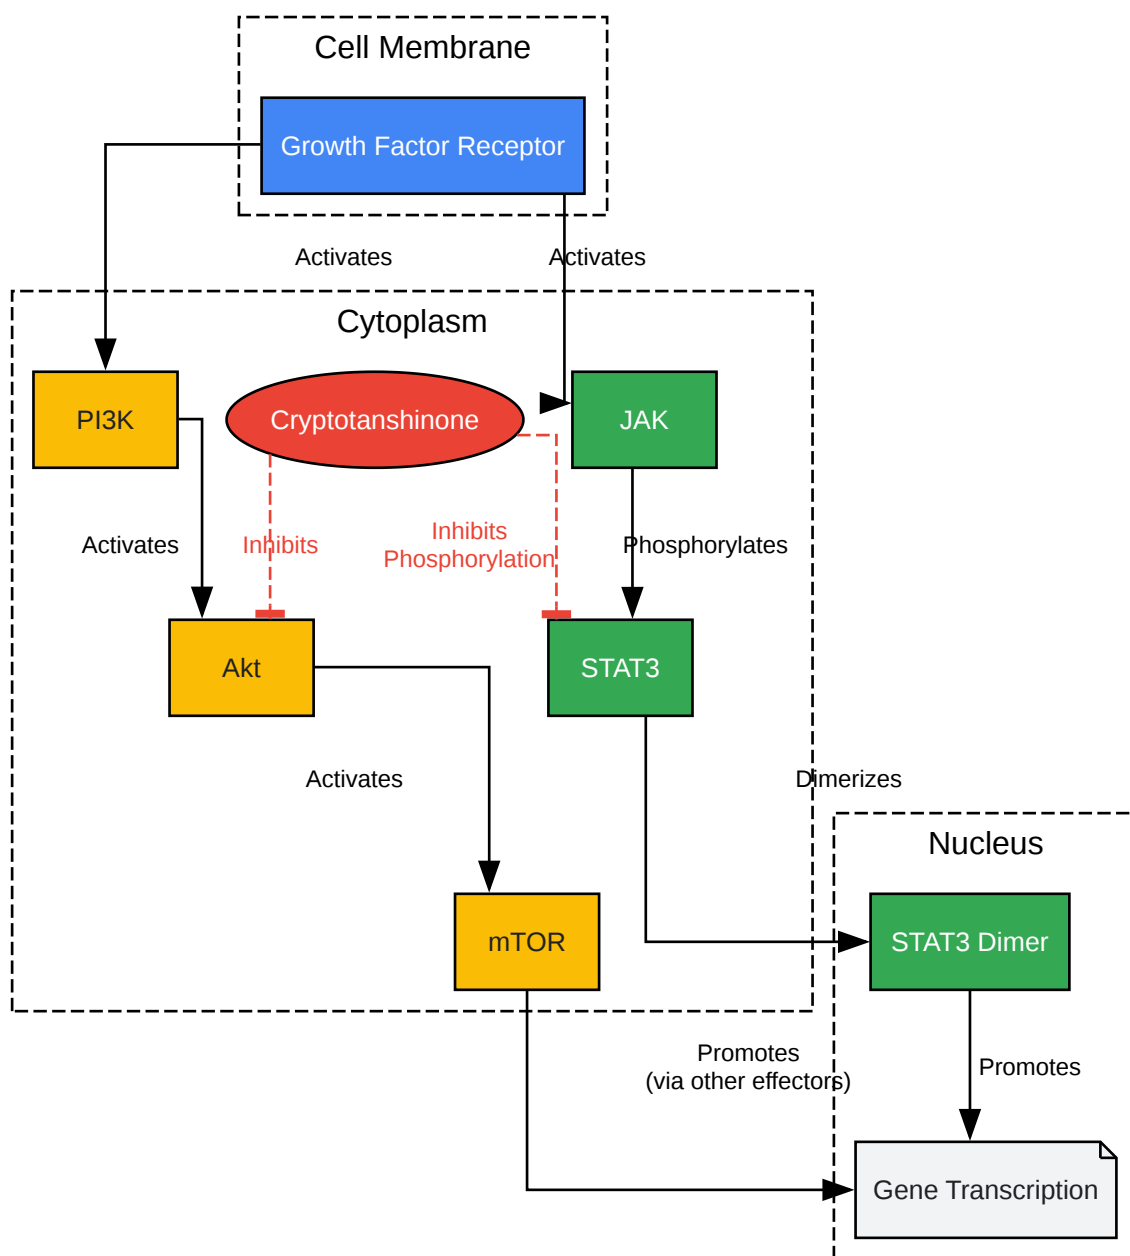 Cell Membrane
Growth Factor Receptor
Activates
Activates
Cytoplasm
PI3K
Cryptotanshinone
JAK
Activates
Inhibits
Inhibits
Phosphorylation
Phosphorylates
Akt
STAT3
Activates
Dimerizes
Nucleus
mTOR
STAT3 Dimer
Promotes
(via other effectors)
Promotes
Gene Transcription